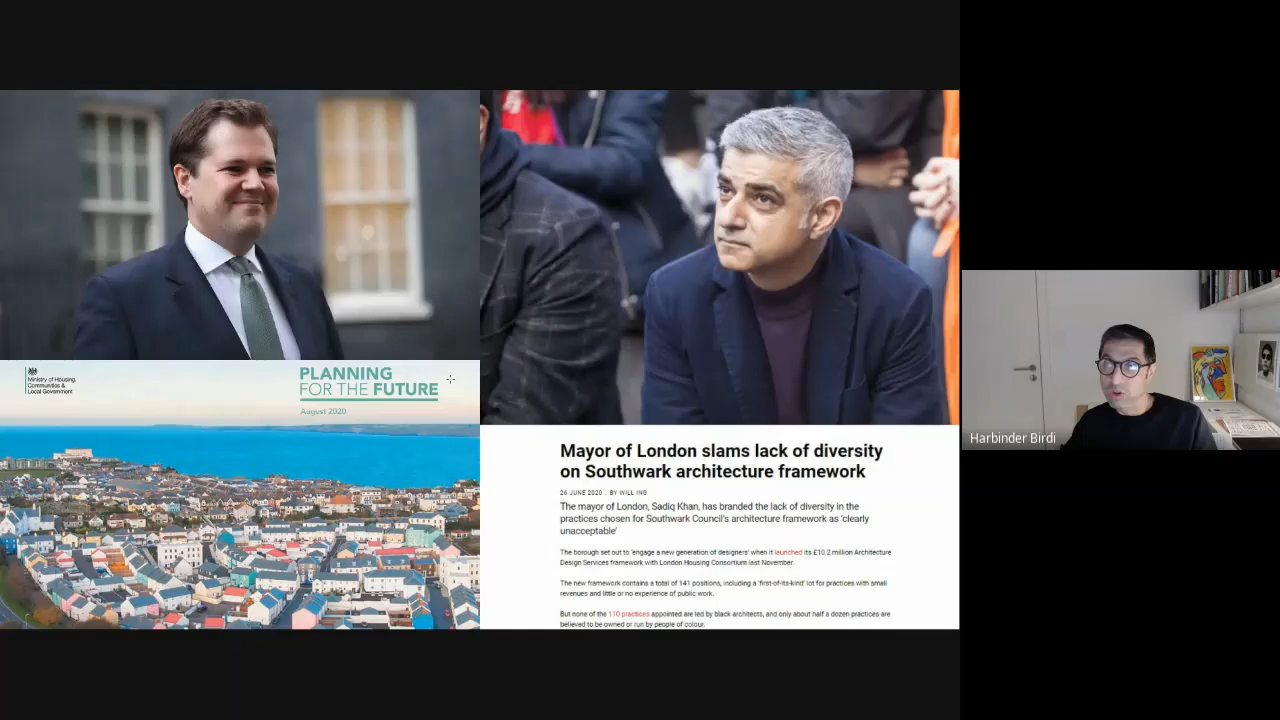 Ministry of Housing,
Communities &
Local Government
PLANNING
FOR THE FUTURE
August 2020
Mayor of London slams lack of diversity
on Southwark architecture framework
26 JUNE 2020 . BY WILL ING
The mayor of London, Sadiq Khan, has branded the lack of diversity in the
practices chosen for Southwark Council's architecture framework as 'clearly
unacceptable'
The borough set out to 'engage a new generation of designers' when it launched its £10.2 million Architecture
Design Services framework with London Housing Consortium last November.
The new framework contains a total of 141 positions, including a 'first-of-its-kind' lot for practices with small
revenues and little or no experience of public work.
But none of the 110 practices appointed are led by black architects, and only about half a dozen practices are
believed to be owned or run by people of colour.
Harbinder Birdi